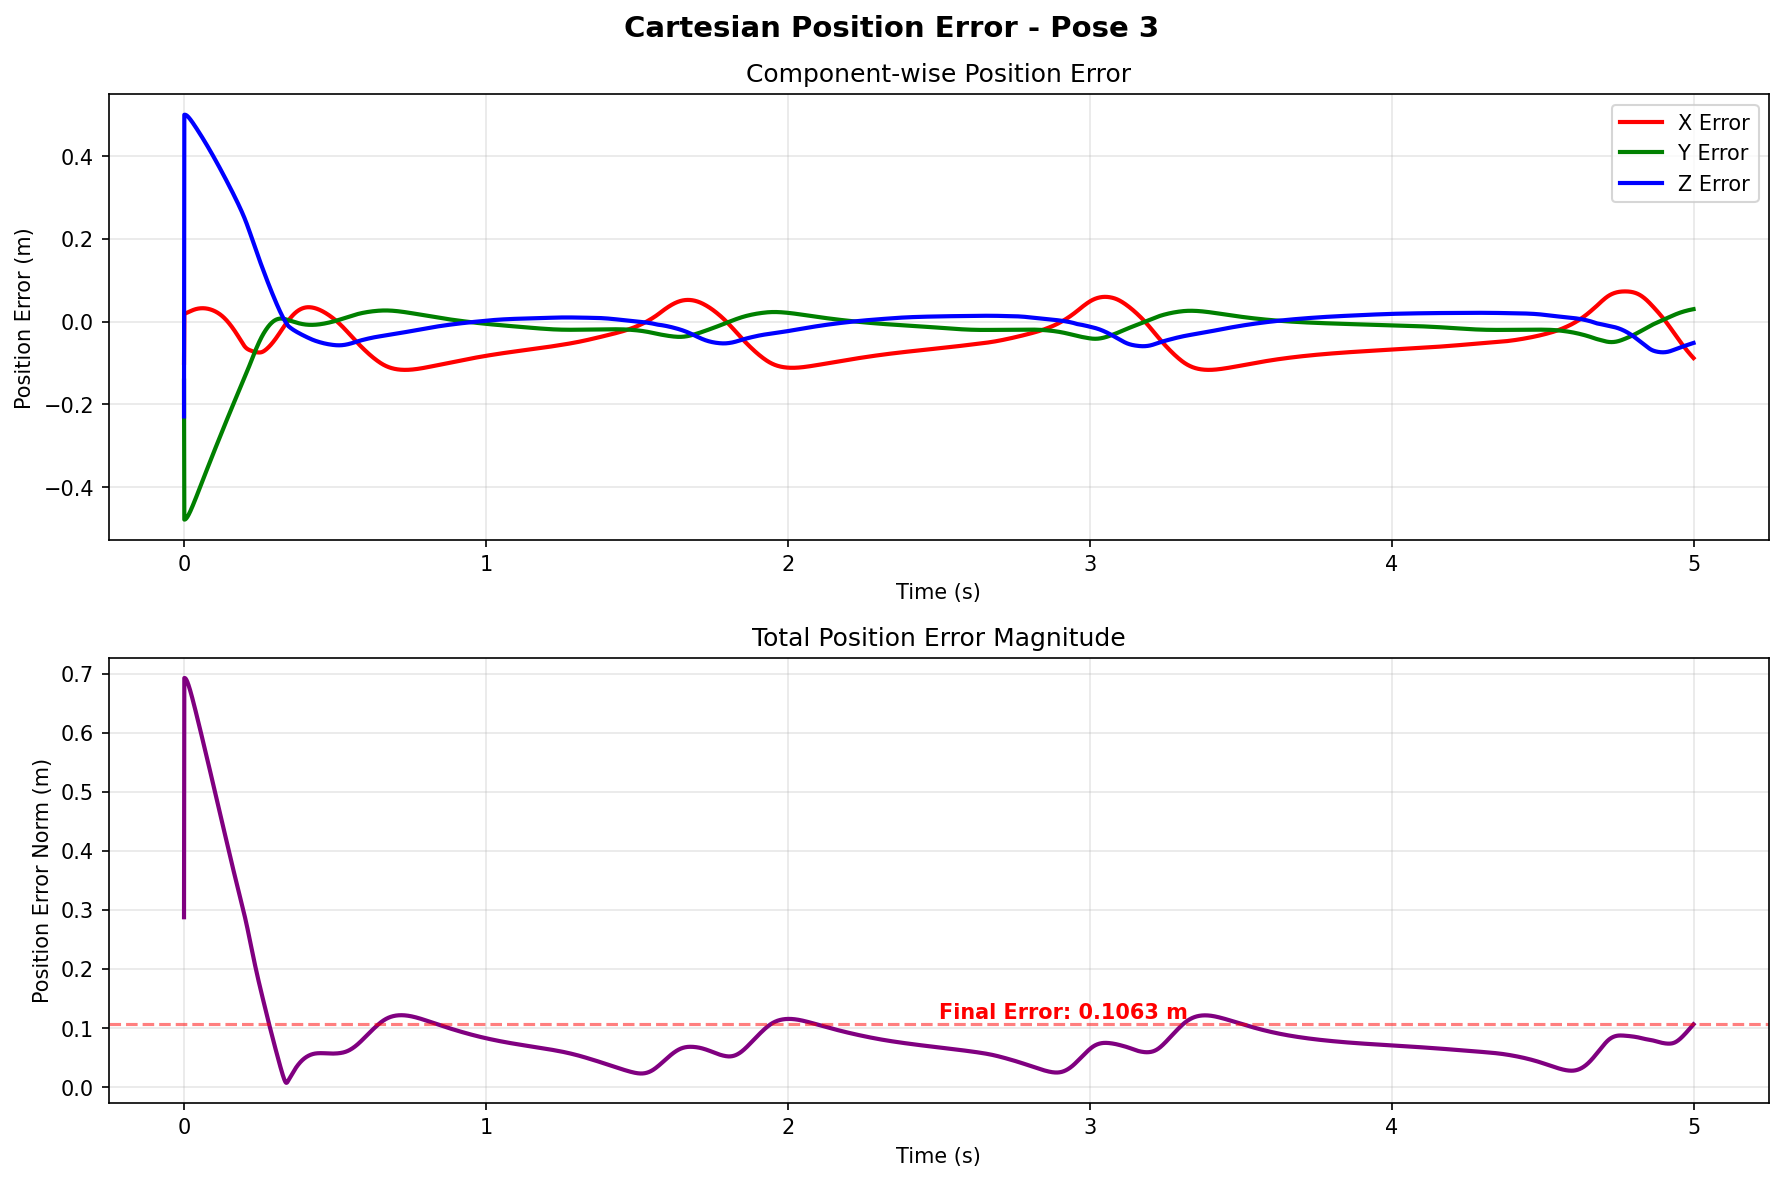 Cartesian Position Error - Pose 3
Component-wise Position Error
Position Error (m)
0.4
0.2
0.0
−0.2
−0.4
X Error
Y Error
Z Error
0 1 2 3 4 5
Time (s)
Total Position Error Magnitude
Position Error Norm (m)
0.7
0.6
0.5
0.4
0.3
0.2
0.1
0.0
Final Error: 0.1063 m
0 1 2 3 4 5
Time (s)